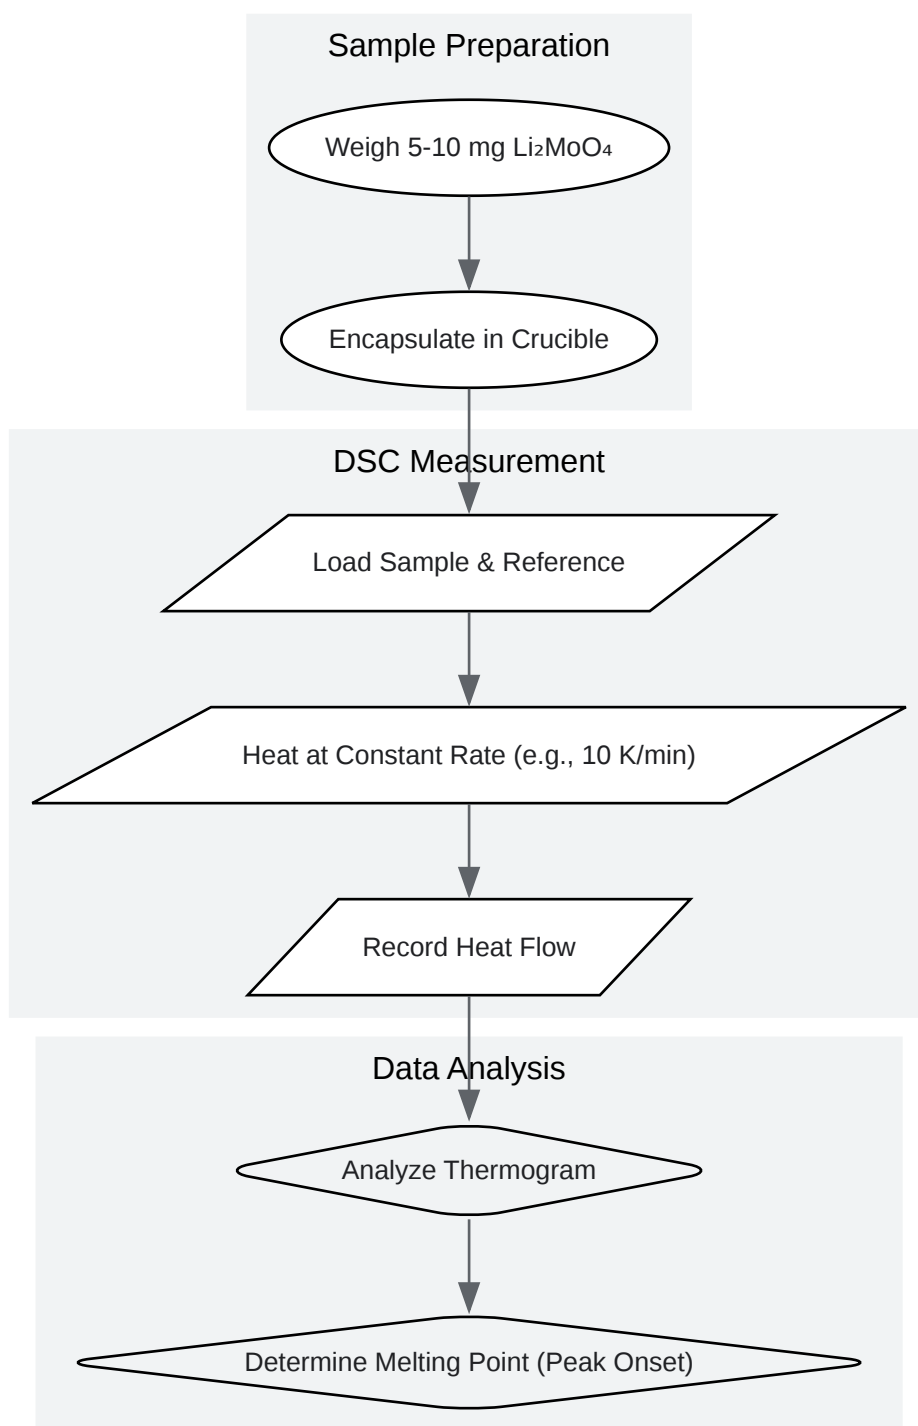 Sample Preparation
Weigh 5-10 mg Li₂MoO₄
Encapsulate in Crucible
DSC Measurement
Load Sample & Reference
Heat at Constant Rate (e.g., 10 K/min)
Record Heat Flow
Data Analysis
Analyze Thermogram
Determine Melting Point (Peak Onset)